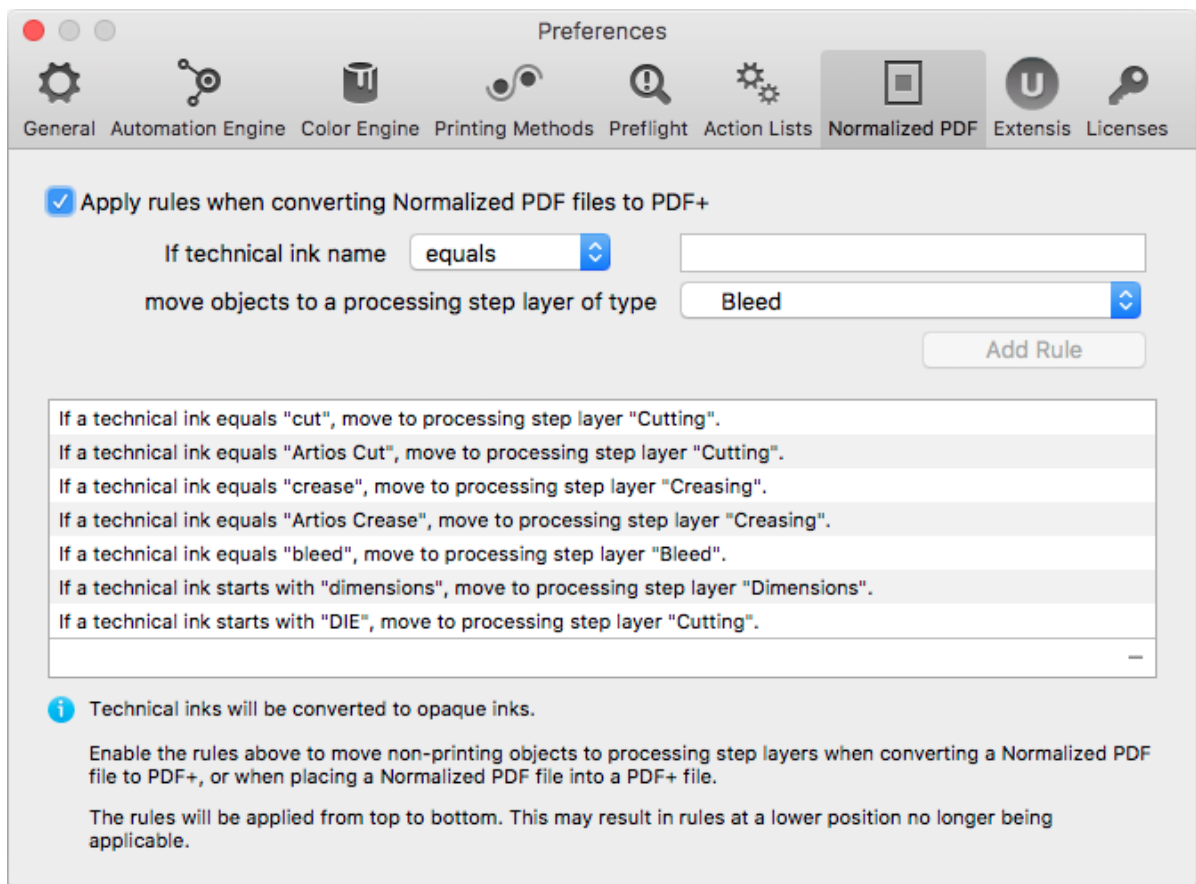 Preferences
General Automation Engine Color Engine Printing Methods Preflight Action Lists Normalized PDF Extensis Licenses
Apply rules when converting Normalized PDF files to PDF+
If technical ink name equals
move objects to a processing step layer of type Bleed
Add Rule
If a technical ink equals "cut", move to processing step layer "Cutting".
If a technical ink equals "Artios Cut", move to processing step layer "Cutting".
If a technical ink equals "crease", move to processing step layer "Creasing".
If a technical ink equals "Artios Crease", move to processing step layer "Creasing".
If a technical ink equals "bleed", move to processing step layer "Bleed".
If a technical ink starts with "dimensions", move to processing step layer "Dimensions".
If a technical ink starts with "DIE", move to processing step layer "Cutting".
Technical inks will be converted to opaque inks.
Enable the rules above to move non-printing objects to processing step layers when converting a Normalized PDF
file to PDF+, or when placing a Normalized PDF file into a PDF+ file.
The rules will be applied from top to bottom. This may result in rules at a lower position no longer being
applicable.